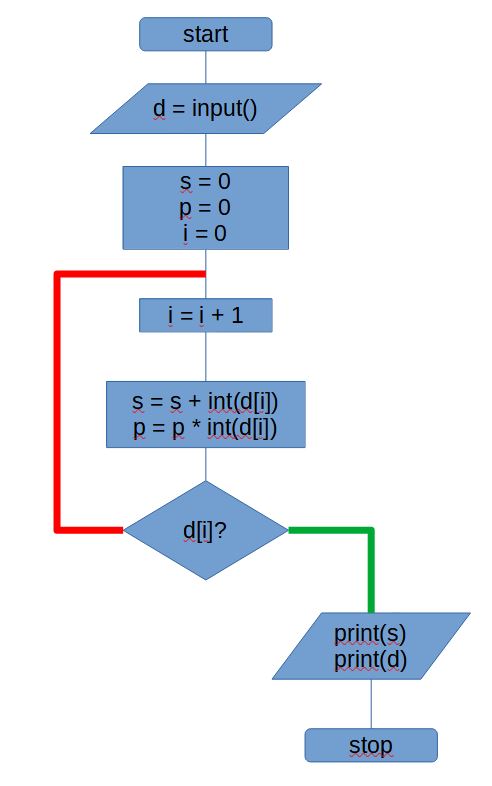 start
d = input()
s = 0
p = 0
i = 0
i = i + 1
s = s + int(d[i])
p = p * int(d[i])
d[i]?
print(s)
print(d)
stop